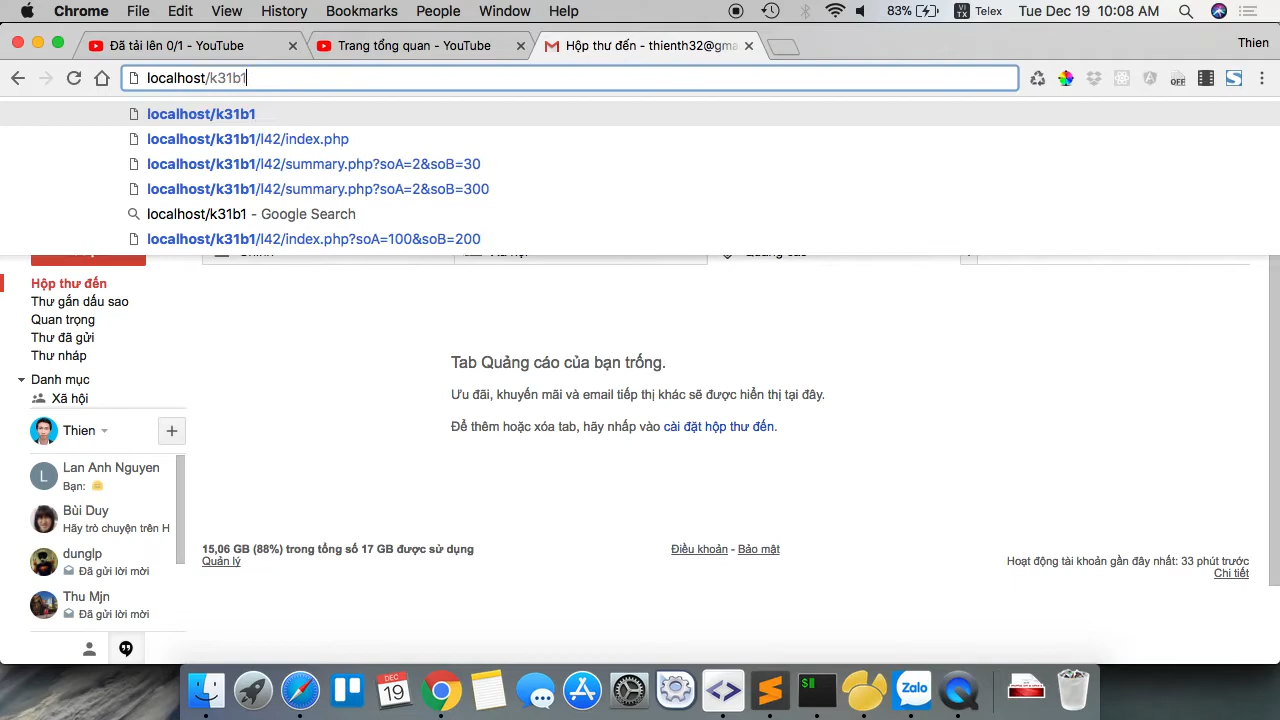 Chrome File Edit View History Bookmarks People Window Help 83% VI TX Telex Tue Dec 19 10:08 AM
Đã tải lên 0/1 - YouTube Trang tổng quan - YouTube Hộp thư đến - thienth32@gma Thien
localhost/k31b1 OFF
localhost/k31b1
localhost/k31b1/l42/index.php
localhost/k31b1/l42/summary.php?soA=2&soB=30
localhost/k31b1/l42/summary.php?soA=2&soB=300
localhost/k31b1 - Google Search
localhost/k31b1/l42/index.php?soA=100&soB=200
Hộp thư đến
Thư gắn dấu sao
Quan trọng
Thư đã gửi
Thư nháp
Danh mục
Xã hội
Tab Quảng cáo của bạn trống.
Ưu đãi, khuyến mãi và email tiếp thị khác sẽ được hiển thị tại đây.
Để thêm hoặc xóa tab, hãy nhấp vào cài đặt hộp thư đến.
Thien
L
Lan Anh Nguyen
Bạn:
Bùi Duy
Hãy trò chuyện trên H
dunglp
Đã gửi lời mời
Thu Mjn
Đã gửi lời mời
15,06 GB (88%) trong tổng số 17 GB được sử dụng
Quản lý
Điều khoản - Bảo mật
Hoạt động tài khoản gần đây nhất: 33 phút trước
Chi tiết
DEC
19
Zalo